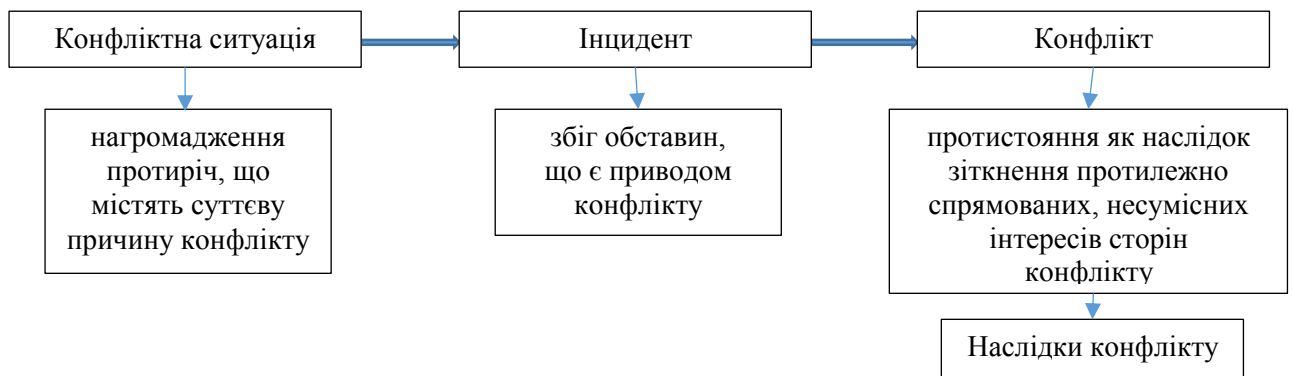 Конфліктна ситуація
Інцидент
Конфлікт
нагромадження
протиріч, що
містять суттєву
причину конфлікту
збіг обставин,
що є приводом
конфлікту
протистояння як наслідок
зіткнення протилежно
спрямованих, несумісних
інтересів сторін
конфлікту
Наслідки конфлікту